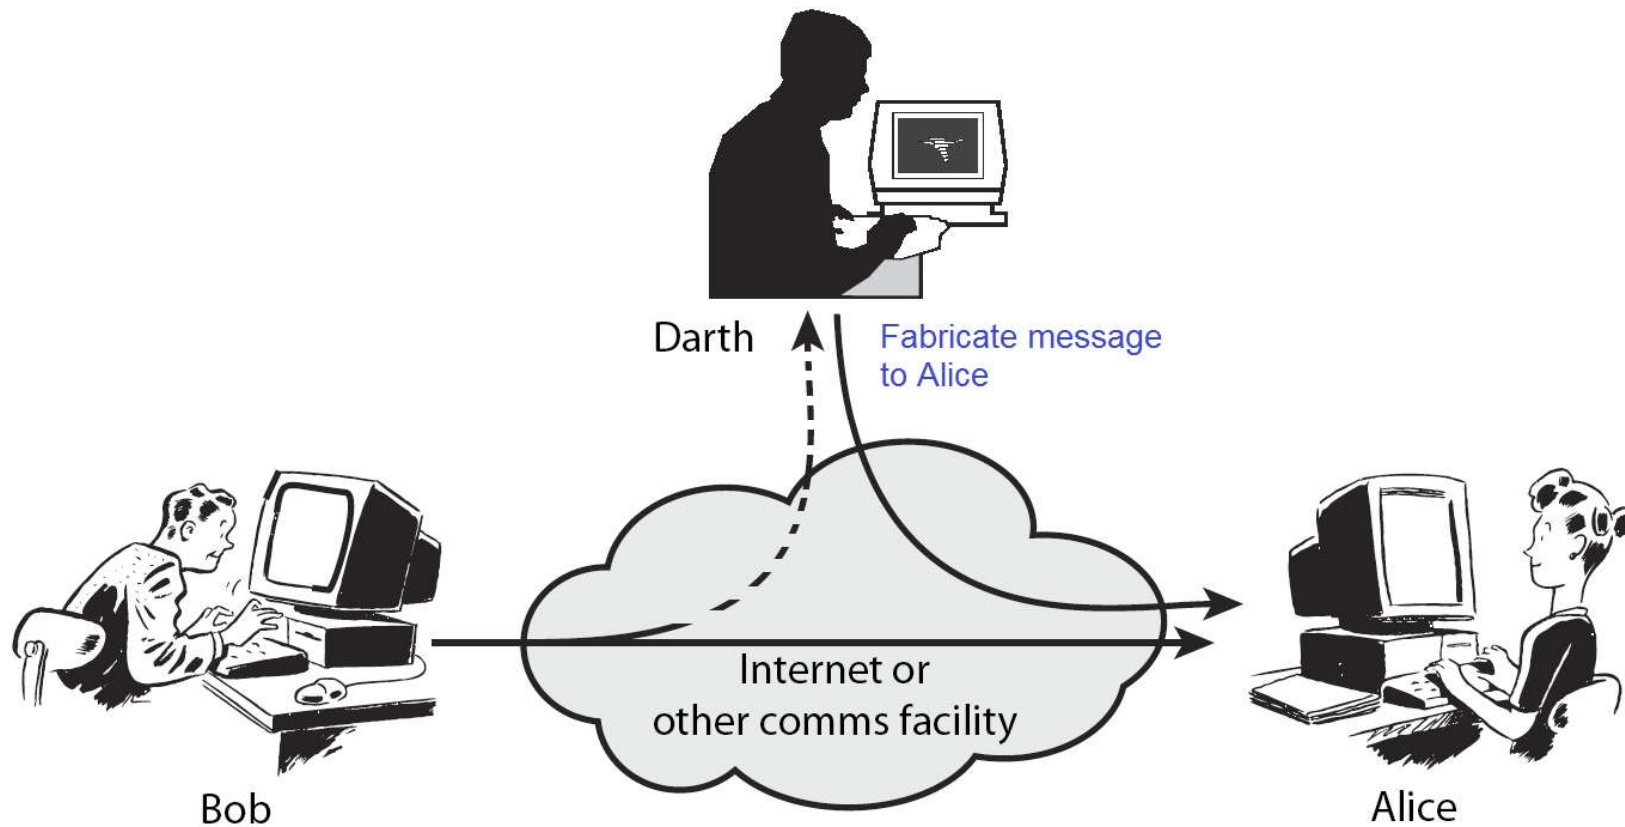 Darth
Fabricate message
to Alice
Internet or
other comms facility
Bob
Alice